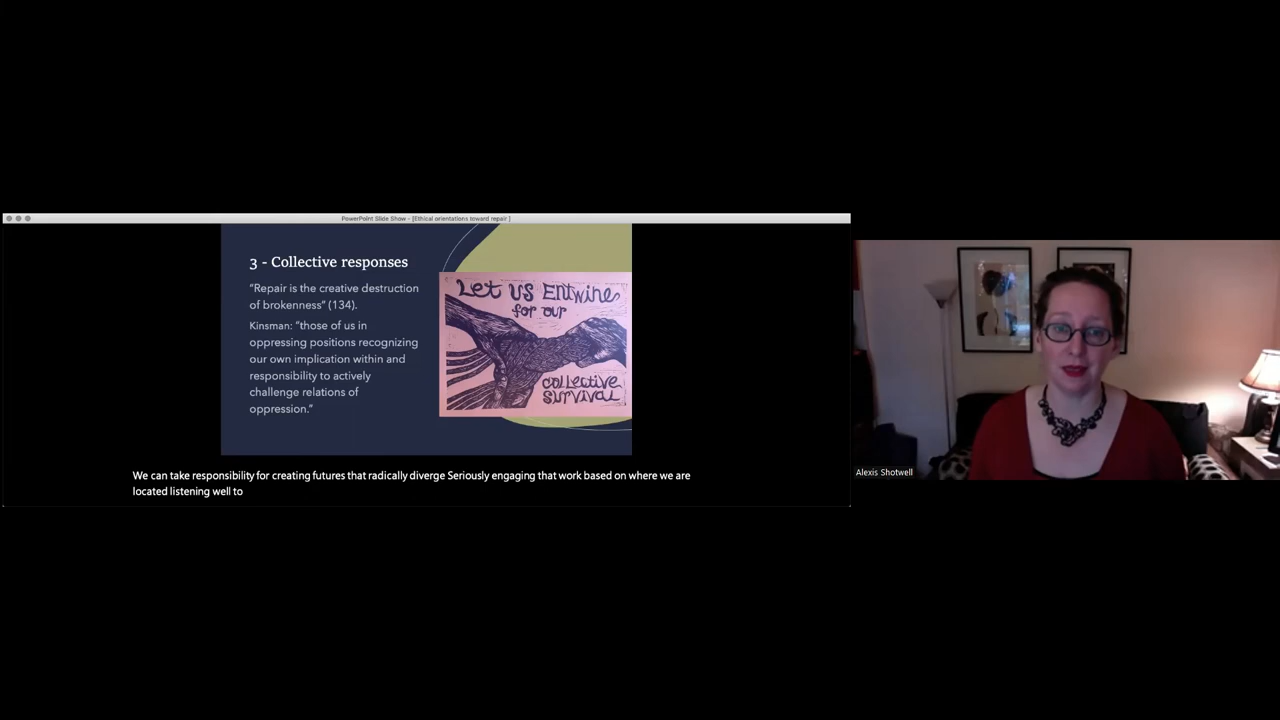 PowerPoint Slide Show - [Ethical orientations toward repair ]
3 - Collective responses
"Repair is the creative destruction
of brokenness" (134).
Kinsman: "those of us in
oppressing positions recognizing
our own implication within and
responsibility to actively
challenge relations of
oppression."
LET US ENTWINE
for our
COLLECTIVE
SURVIVAL
We can take responsibility for creating futures that radically diverge Seriously engaging that work based on where we are
located listening well to
Alexis Shotwell